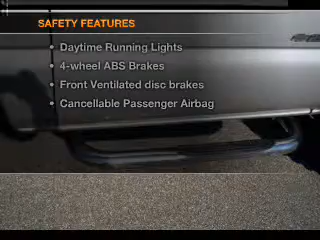 SAFETY FEATURES
• Daytime Running Lights
• 4-wheel ABS Brakes
• Front Ventilated disc brakes
• Cancellable Passenger Airbag